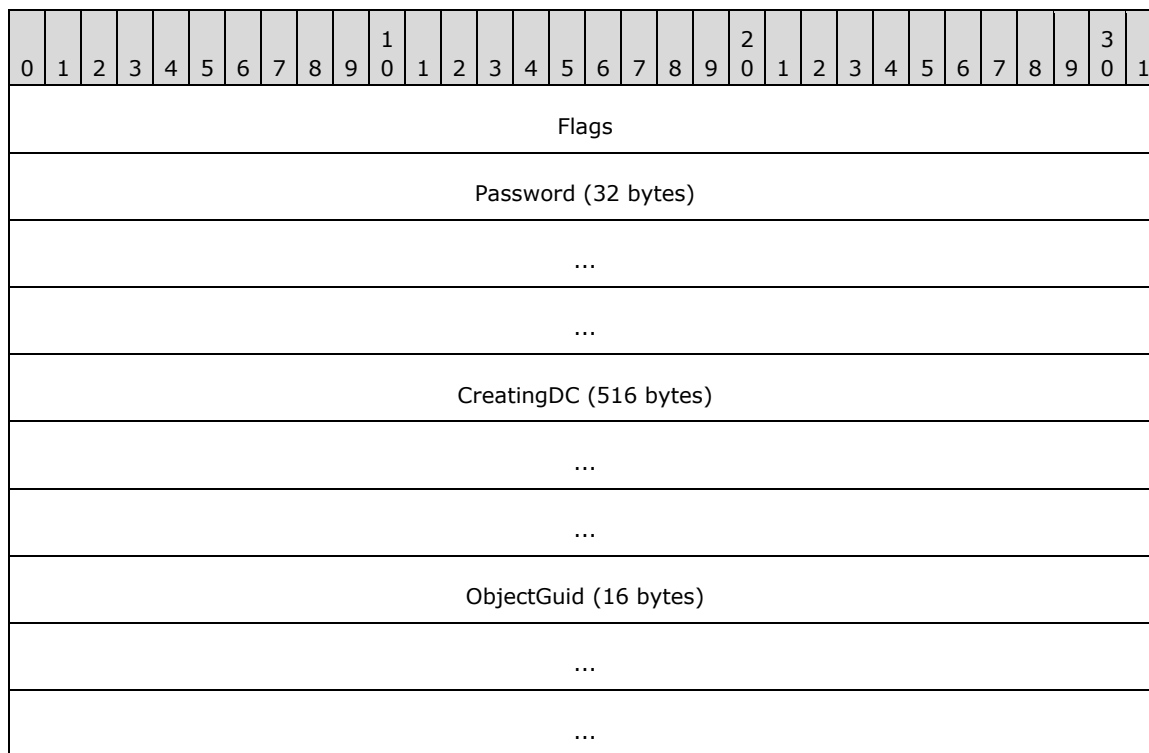 1 2 3
0 1 2 3 4 5 6 7 8 9 0 1 2 3 4 5 6 7 8 9 0 1 2 3 4 5 6 7 8 9 0 1
Flags
Password (32 bytes)
...
...
CreatingDC (516 bytes)
...
...
ObjectGuid (16 bytes)
...
...